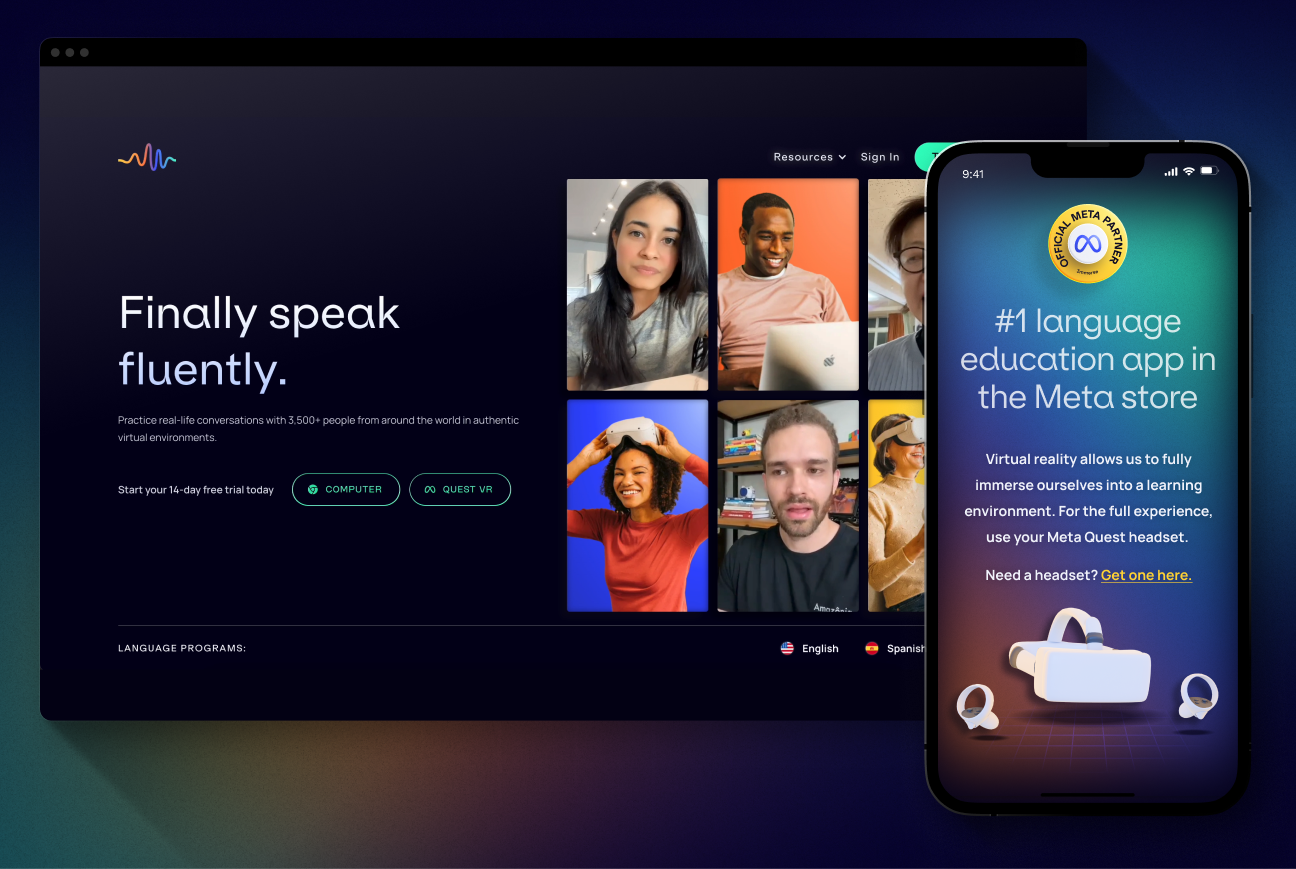 Resources
Sign In
Finally speak
fluently.
Practice real-life conversations with 3,500+ people from around the world in authentic
virtual environments.
Start your 14-day free trial today
COMPUTER
QUEST VR
LANGUAGE PROGRAMS:
English
Spanish
9:41
OFFICIAL META PARTNER
Immerse
#1 language
education app in
the Meta store
Virtual reality allows us to fully
immerse ourselves into a learning
environment. For the full experience,
use your Meta Quest headset.
Need a headset? Get one here.